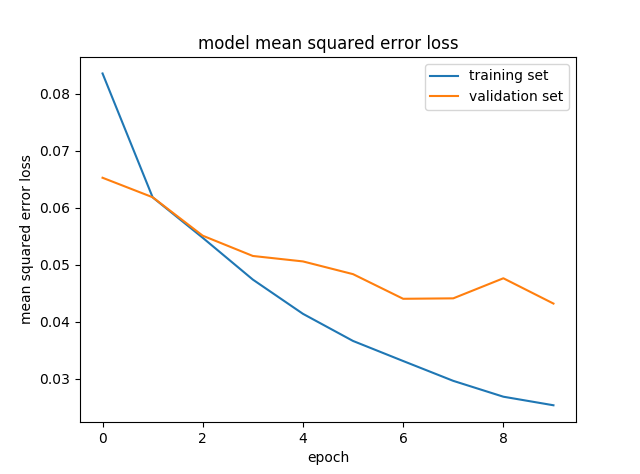 model mean squared error loss
training set
validation set
0.08
0.07
0.06
0.05
0.04
0.03
mean squared error loss
0 2 4 6 8
epoch